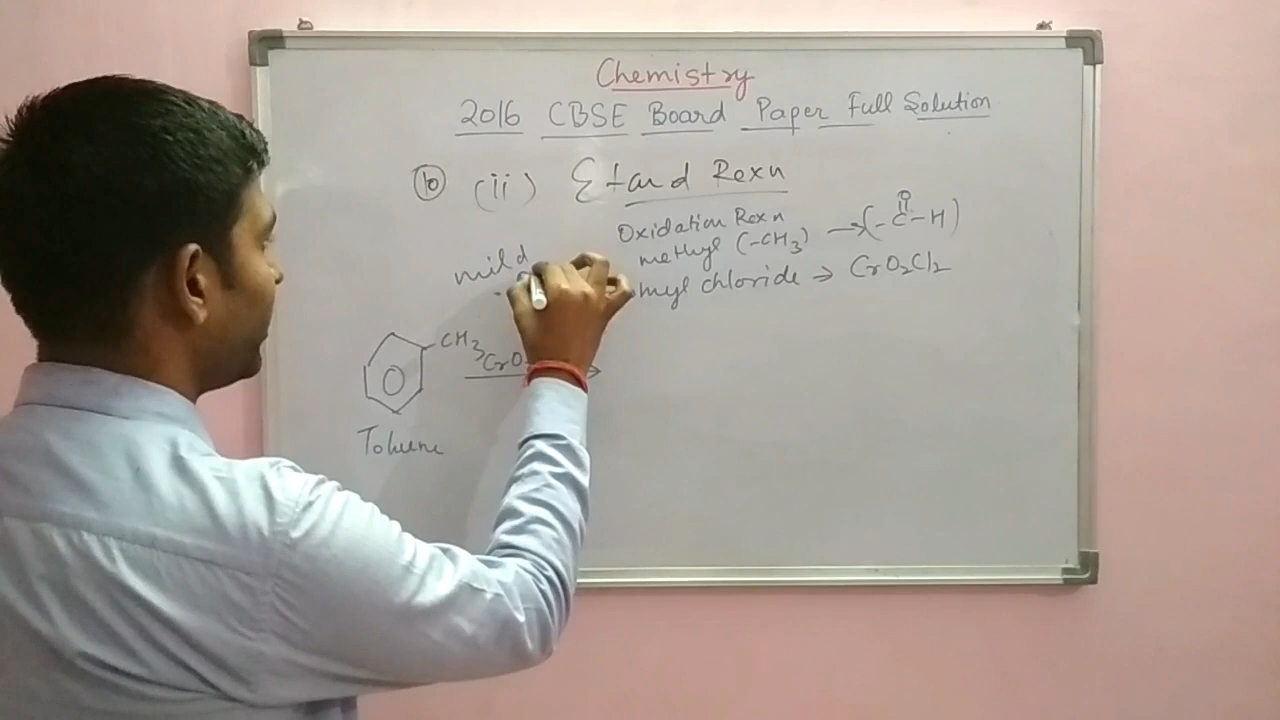 Chemistry
2016 CBSE Board Paper Full Solution
10 (ii) Etard Rexn
Oxidation Rexn
methyl (-CH3) → (-C-H)
O
mild
myl chloride → CrO2Cl2
CH3
CrO
Toluene